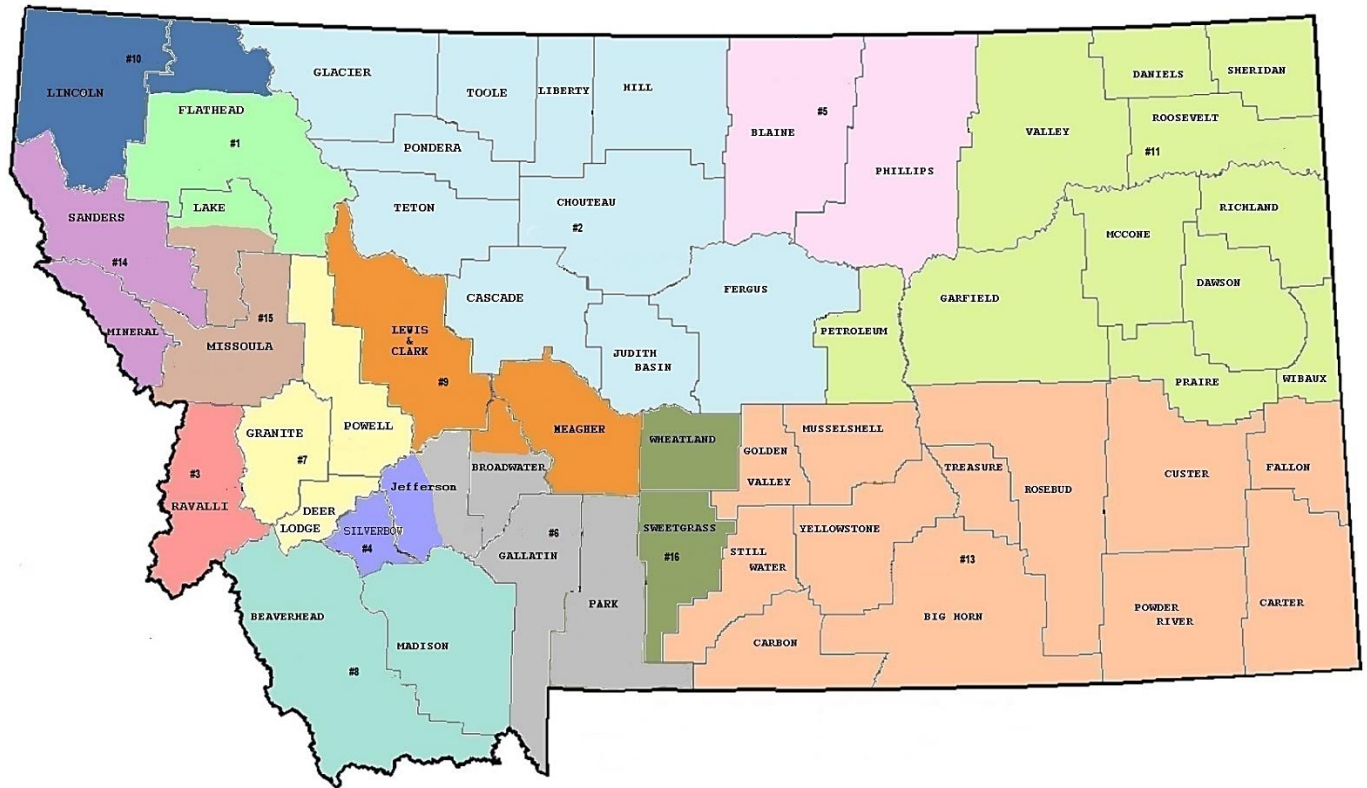 #10
LINCOLN
FLATHEAD
#1
LAKE
SANDERS
#14
MINERAL
#15
MISSOULA
GLACIER
TOOLE
LIBERTY
HILL
PONDERA
TETON
CHOUTEAU
#2
CASCADE
JUDITH
BASIN
FERGUS
BLAINE
#5
PHILLIPS
VALLEY
DANIELS
SHERIDAN
ROOSEVELT
#11
RICHLAND
MCCONE
DAWSON
GARFIELD
PETROLEUM
PRAIRE
WIBAUX
LEWIS
&
CLARK
#9
MEAGHER
BROADWATER
POWELL
GRANITE
#7
DEER
LODGE
#3
RAVALLI
Jefferson
SILVERBOW
#4
#6
GALLATIN
PARK
BEAVERHEAD
MADISON
#8
WHEATLAND
SWEETGRASS
#16
GOLDEN
VALLEY
MUSSELSHELL
TREASURE
ROSEBUD
CUSTER
FALLON
YELLOWSTONE
STILL
WATER
#13
BIG HORN
CARBON
POWDER
RIVER
CARTER